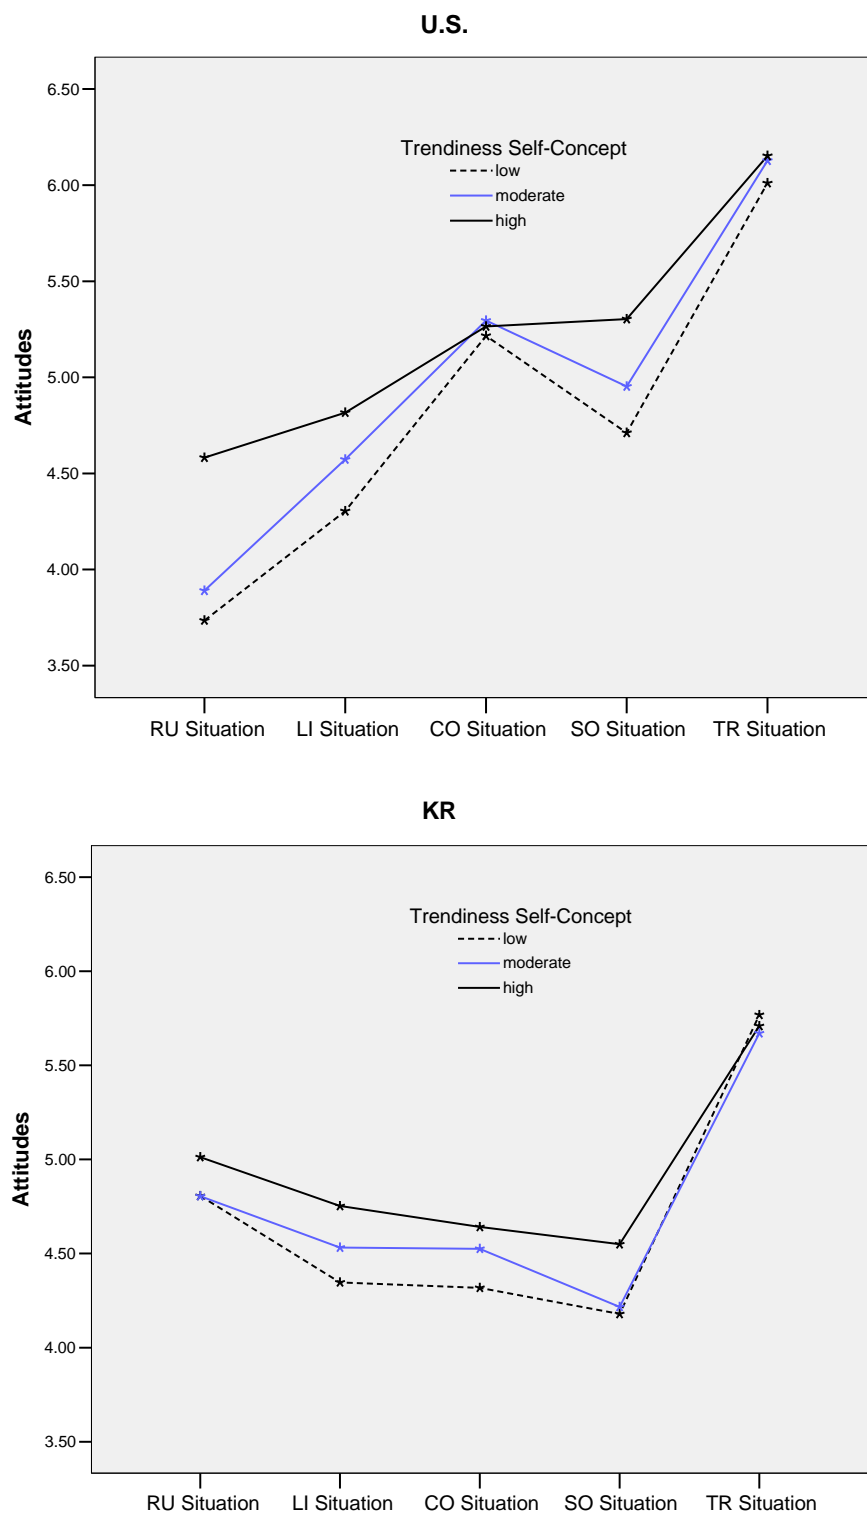 U.S.
6.50
Trendiness Self-Concept
low
6.00
moderate
high
5.50
Attitudes
5.00
4.50
4.00
3.50
RU Situation LI Situation CO Situation SO Situation TR Situation
KR
6.50
Trendiness Self-Concept
low
6.00
moderate
high
5.50
Attitudes
5.00
4.50
4.00
3.50
RU Situation LI Situation CO Situation SO Situation TR Situation